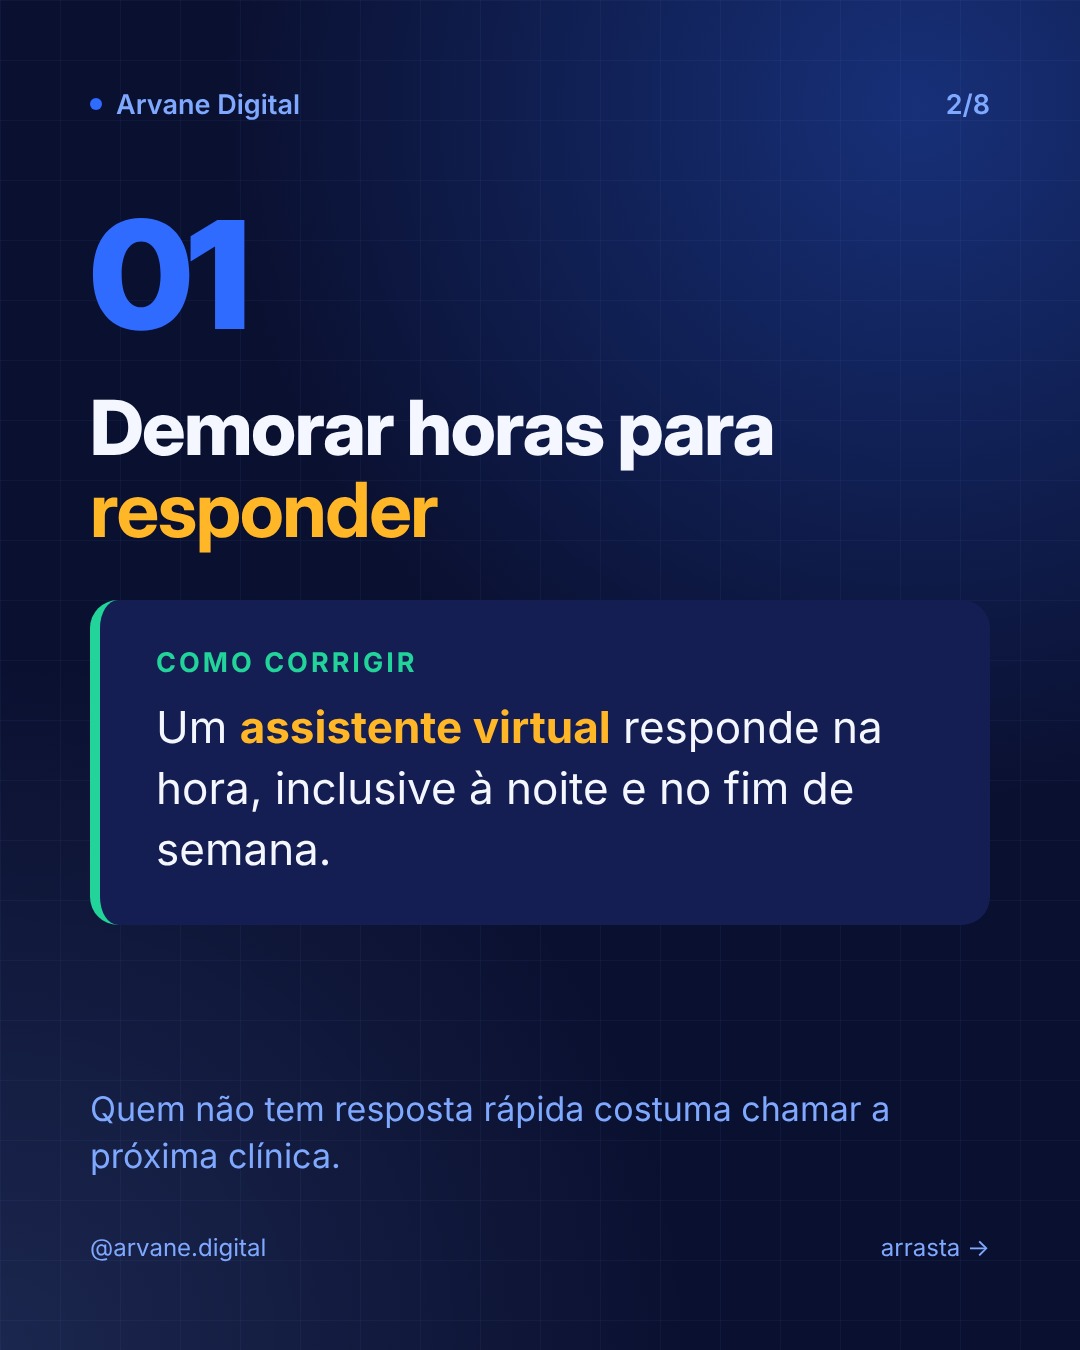 Arvane Digital
2/8
01
Demorar horas para
responder
COMO CORRIGIR
Um assistente virtual responde na
hora, inclusive à noite e no fim de
semana.
Quem não tem resposta rápida costuma chamar a
próxima clínica.
@arvane.digital
arrasta →